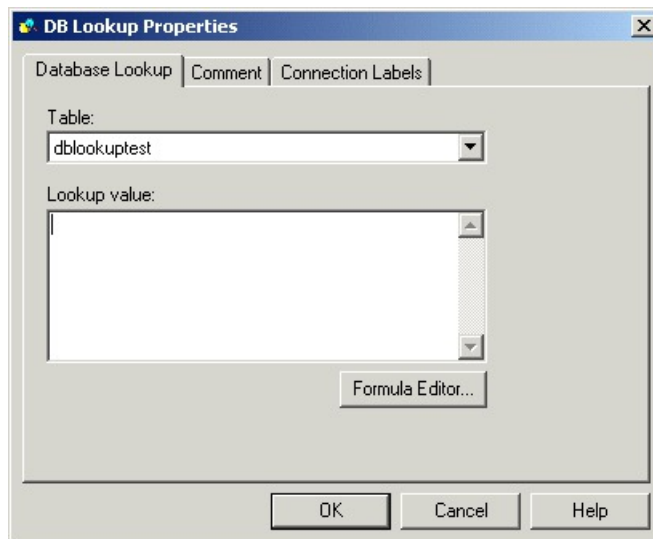 DB Lookup Properties
Database Lookup Comment Connection Labels
Table:
dblookuptest
Lookup value:
Formula Editor...
OK Cancel Help